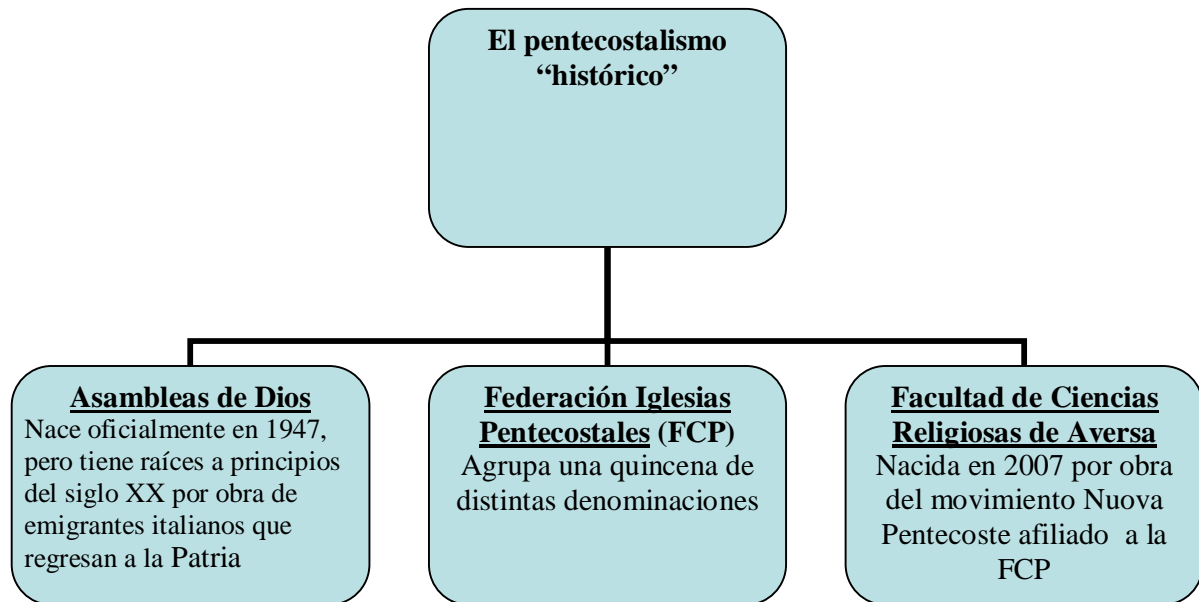 El pentecostalismo
“histórico”
Asambleas de Dios
Nace oficialmente en 1947,
pero tiene raíces a principios
del siglo XX por obra de
emigrantes italianos que
regresan a la Patria
Federación Iglesias
Pentecostales (FCP)
Agrupa una quincena de
distintas denominaciones
Facultad de Ciencias
Religiosas de Aversa
Nacida en 2007 por obra
del movimiento Nuova
Pentecoste afiliado  a la
FCP